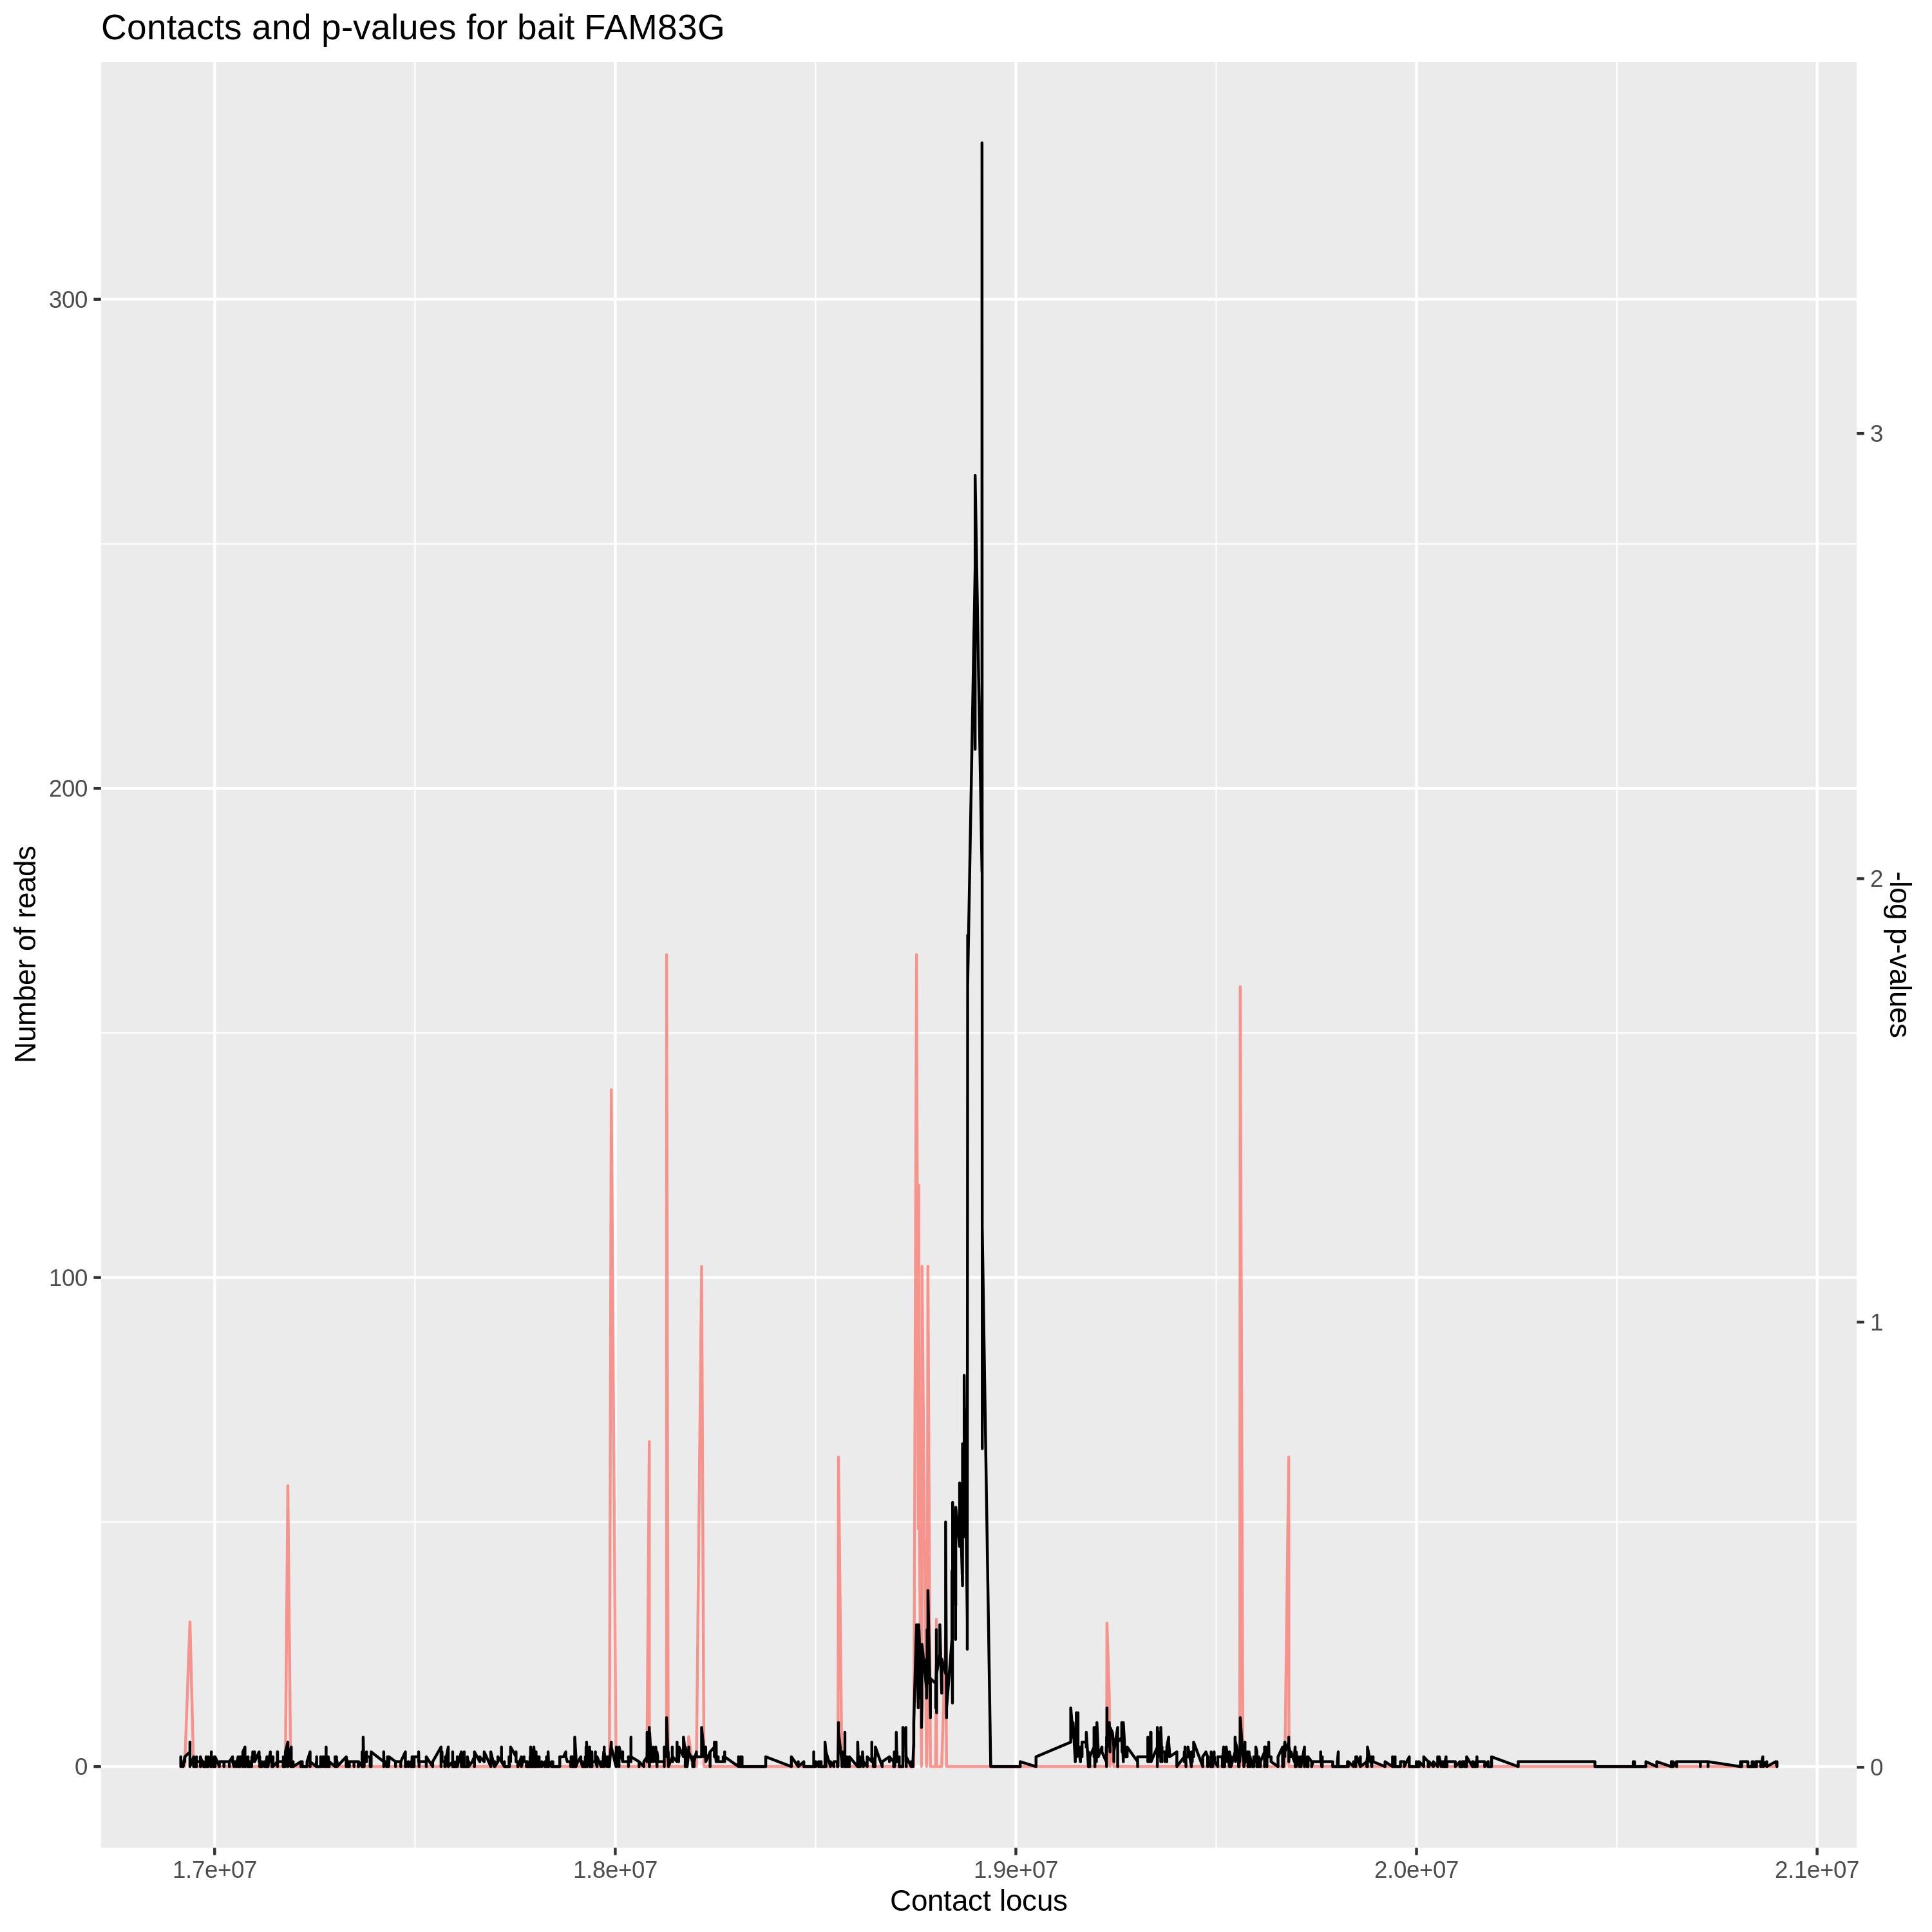 Contacts and p-values for bait FAM83G
300
200
100
0
Number of reads
3
2
1
0
-log p-values
1.7e+07
1.8e+07
1.9e+07
2.0e+07
2.1e+07
Contact locus